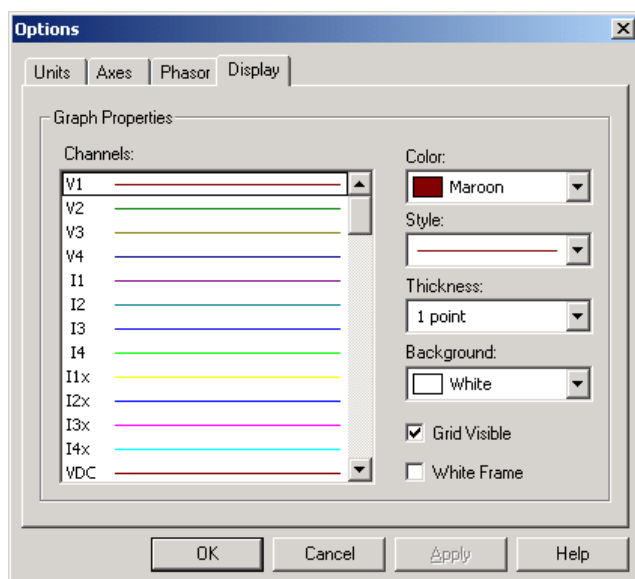 Options
Units Axes Phasor Display
Graph Properties
Channels:
V1
V2
V3
V4
I1
I2
I3
I4
I1x
I2x
I3x
I4x
VDC
Color:
Maroon
Style:
Thickness:
1 point
Background:
White
Grid Visible
White Frame
OK Cancel Apply Help